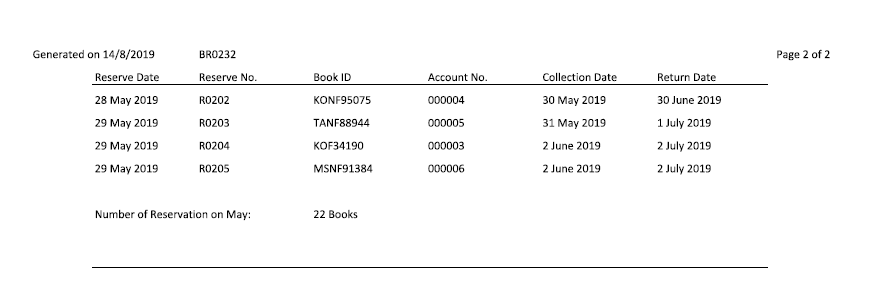 Generated on 14/8/2019 BR0232 Page 2 of 2
Reserve Date Reserve No. Book ID Account No. Collection Date Return Date
28 May 2019 R0202 KONF95075 000004 30 May 2019 30 June 2019
29 May 2019 R0203 TANF88944 000005 31 May 2019 1 July 2019
29 May 2019 R0204 KOF34190 000003 2 June 2019 2 July 2019
29 May 2019 R0205 MSNF91384 000006 2 June 2019 2 July 2019
Number of Reservation on May: 22 Books